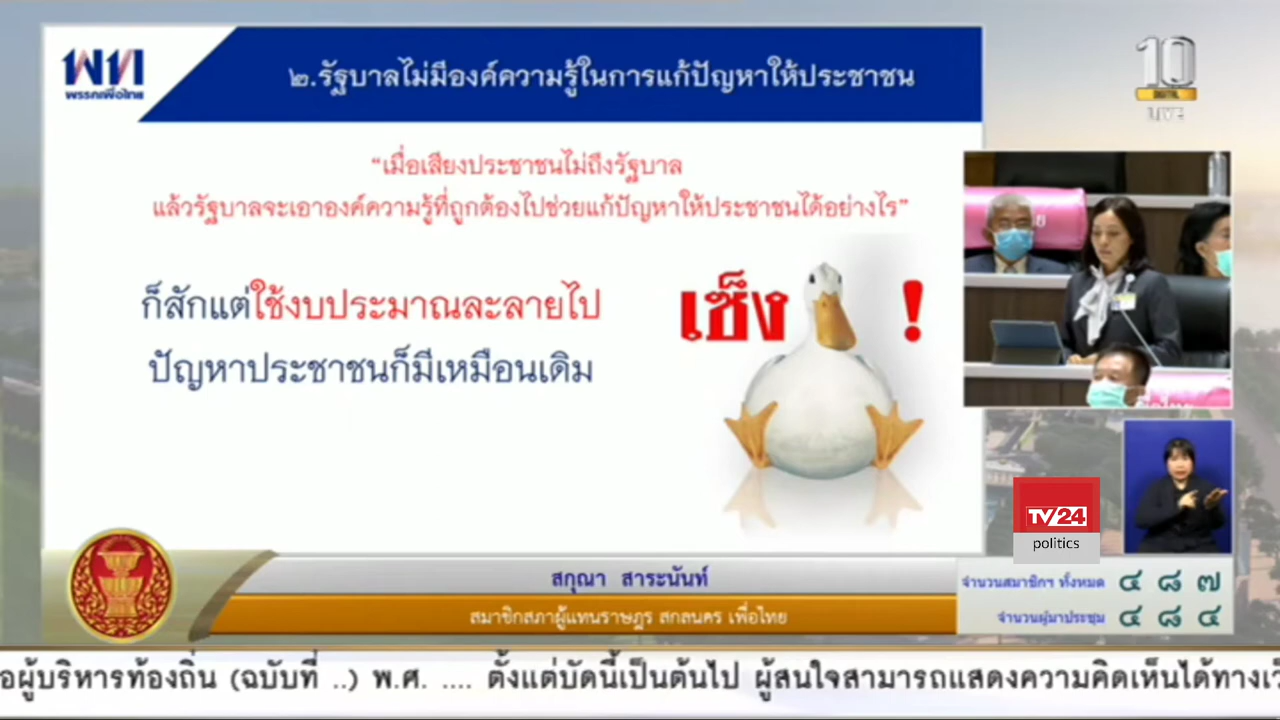 พท
พรรคเพื่อไทย
๒.รัฐบาลไม่มีองค์ความรู้ในการแก้ปัญหาให้ประชาชน
10
DIGITAL
LIVE
“เมื่อเสียงประชาชนไม่ถึงรัฐบาล
แล้วรัฐบาลจะเอาองค์ความรู้ที่ถูกต้องไปช่วยแก้ปัญหาให้ประชาชนได้อย่างไร”
ก็สักแต่ใช้งบประมาณละลายไป
ปัญหาประชาชนก็มีเหมือนเดิม
เซ็ง !
TV/24
politics
สกุณา สาระนันท์
สมาชิกสภาผู้แทนราษฎร สกลนคร เพื่อไทย
จำนวนสมาชิกฯ ทั้งหมด ๔ ๘ ๗
จำนวนผู้มาประชุม ๔ ๘ ๔
อผู้บริหารท้องถิ่น (ฉบับที่ ..) พ.ศ. .... ตั้งแต่บัดนี้เป็นต้นไป ผู้สนใจสามารถแสดงความคิดเห็นได้ทางเว็